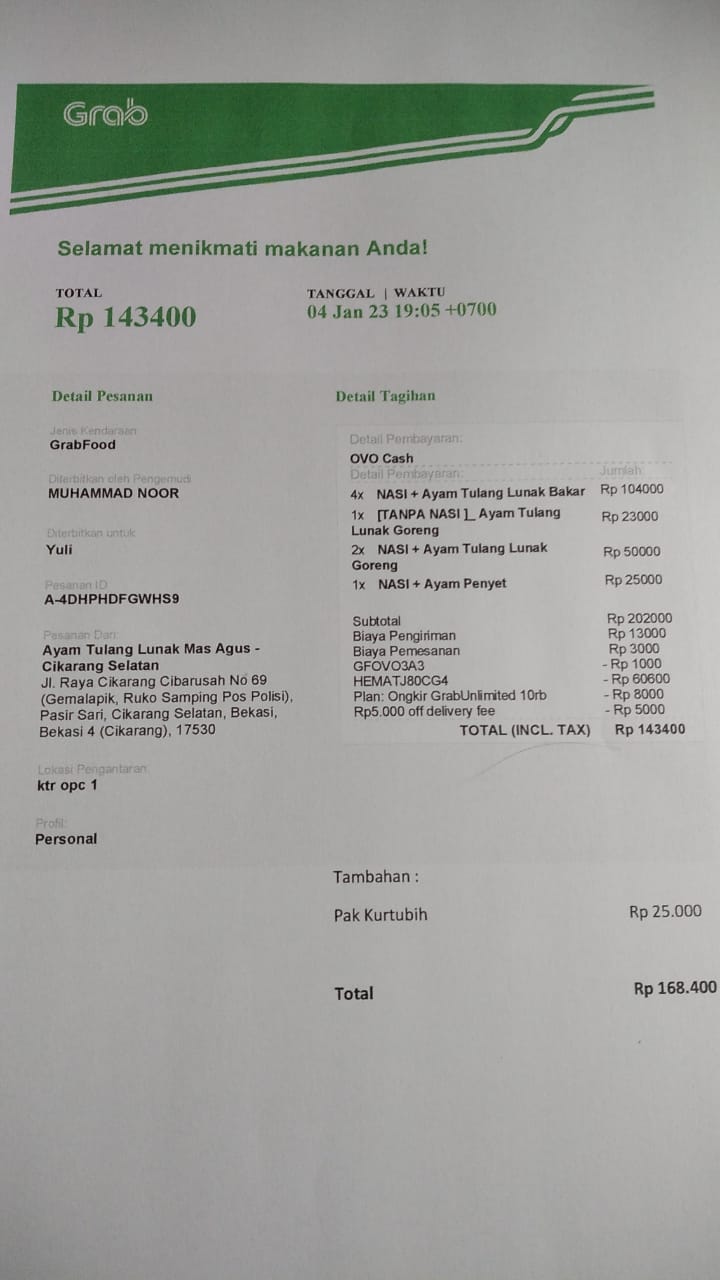 Grab
Selamat menikmati makanan Anda!
TOTAL
Rp 143400
TANGGAL | WAKTU
04 Jan 23 19:05 +0700
Detail Pesanan
Jenis Kendaraan
GrabFood
Diterbitkan oleh Pengemudi
MUHAMMAD NOOR
Diterbitkan untuk
Yuli
Pesanan ID
A-4DHPHDFGWHS9
Pesanan Dari:
Ayam Tulang Lunak Mas Agus -
Cikarang Selatan
Jl. Raya Cikarang Cibarusah No 69
(Gemalapik, Ruko Samping Pos Polisi),
Pasir Sari, Cikarang Selatan, Bekasi,
Bekasi 4 (Cikarang), 17530
Lokasi Pengantaran:
ktr opc 1
Profil:
Personal
Detail Tagihan
Detail Pembayaran:
OVO Cash
Detail Pembayaran: Jumlah:
4x NASI + Ayam Tulang Lunak Bakar Rp 104000
1x [TANPA NASI ]_ Ayam Tulang
Lunak Goreng Rp 23000
2x NASI + Ayam Tulang Lunak
Goreng Rp 50000
1x NASI + Ayam Penyet Rp 25000
Subtotal Rp 202000
Biaya Pengiriman Rp 13000
Biaya Pemesanan Rp 3000
GFOVO3A3 - Rp 1000
HEMATJ80CG4 - Rp 60600
Plan: Ongkir GrabUnlimited 10rb - Rp 8000
Rp5.000 off delivery fee - Rp 5000
TOTAL (INCL. TAX) Rp 143400
Tambahan :
Pak Kurtubih Rp 25.000
Total Rp 168.400